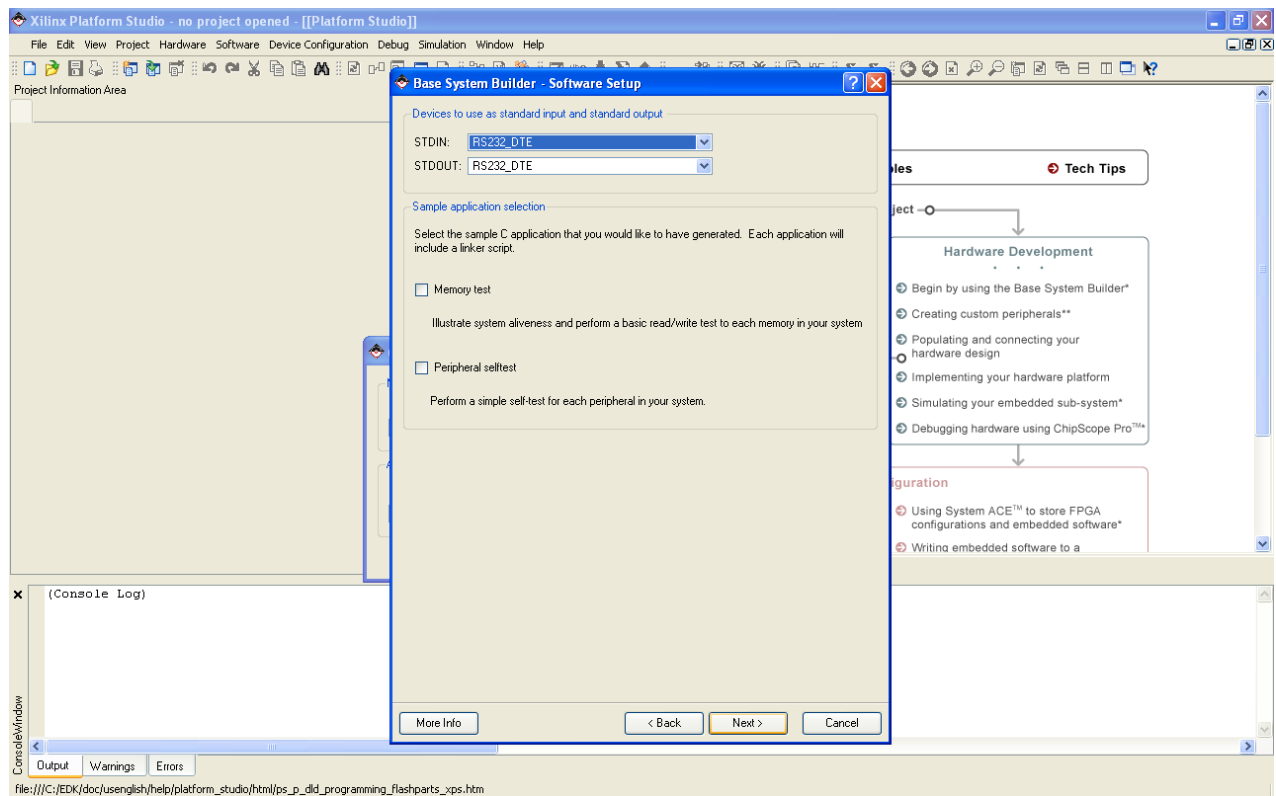 Xilinx Platform Studio - no project opened - [[Platform Studio]]
File Edit View Project Hardware Software Device Configuration Debug Simulation Window Help
Project Information Area
Base System Builder - Software Setup
Devices to use as standard input and standard output
STDIN: RS232_DTE
STDOUT: RS232_DTE
Sample application selection
Select the sample C application that you would like to have generated. Each application will
include a linker script.
Memory test
Illustrate system aliveness and perform a basic read/write test to each memory in your system
Peripheral selftest
Perform a simple self-test for each peripheral in your system.
More Info
< Back
Next >
Cancel
Tech Tips
Hardware Development
Begin by using the Base System Builder*
Creating custom peripherals**
Populating and connecting your
hardware design
Implementing your hardware platform
Simulating your embedded sub-system*
Debugging hardware using ChipScope Pro™*
iguration
Using System ACE™ to store FPGA
configurations and embedded software*
Writing embedded software to a
(Console Log)
ConsoleWindow
Output Warnings Errors
file:///C:/EDK/doc/usenglish/help/platform_studio/html/ps_p_dld_programming_flashparts_xps.htm